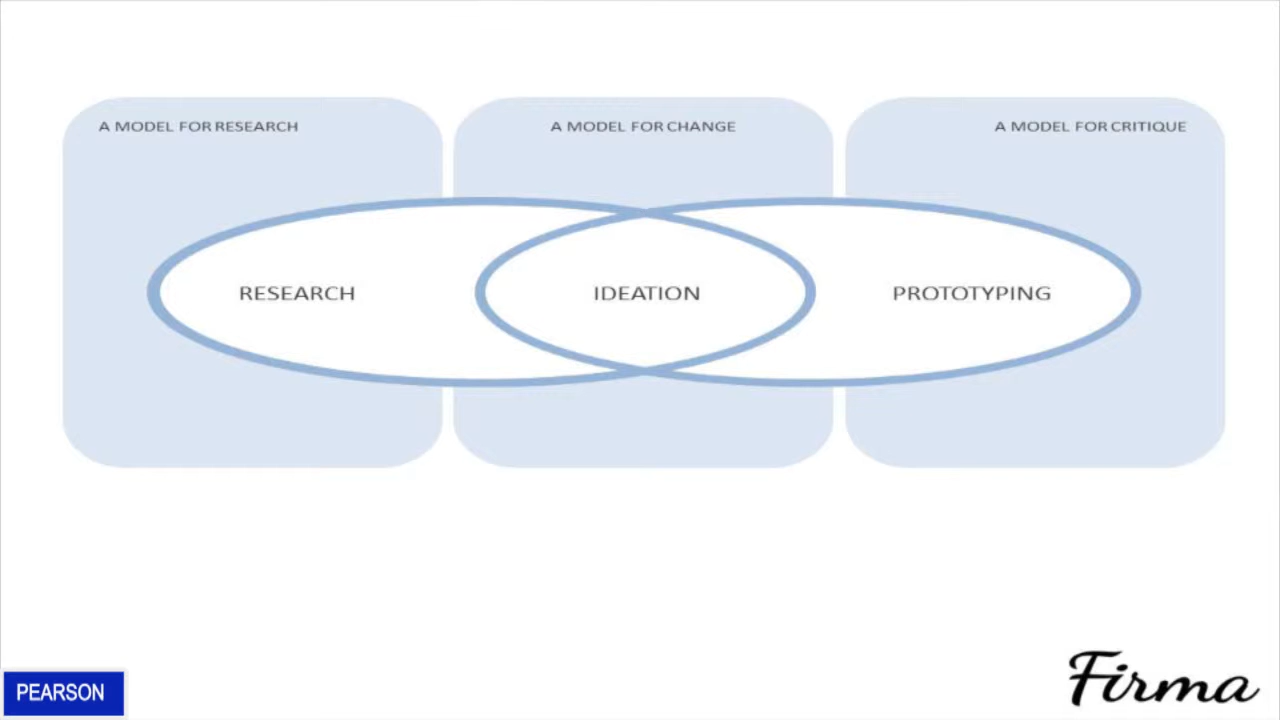 A MODEL FOR RESEARCH
A MODEL FOR CHANGE
A MODEL FOR CRITIQUE
RESEARCH
IDEATION
PROTOTYPING
PEARSON
Firma